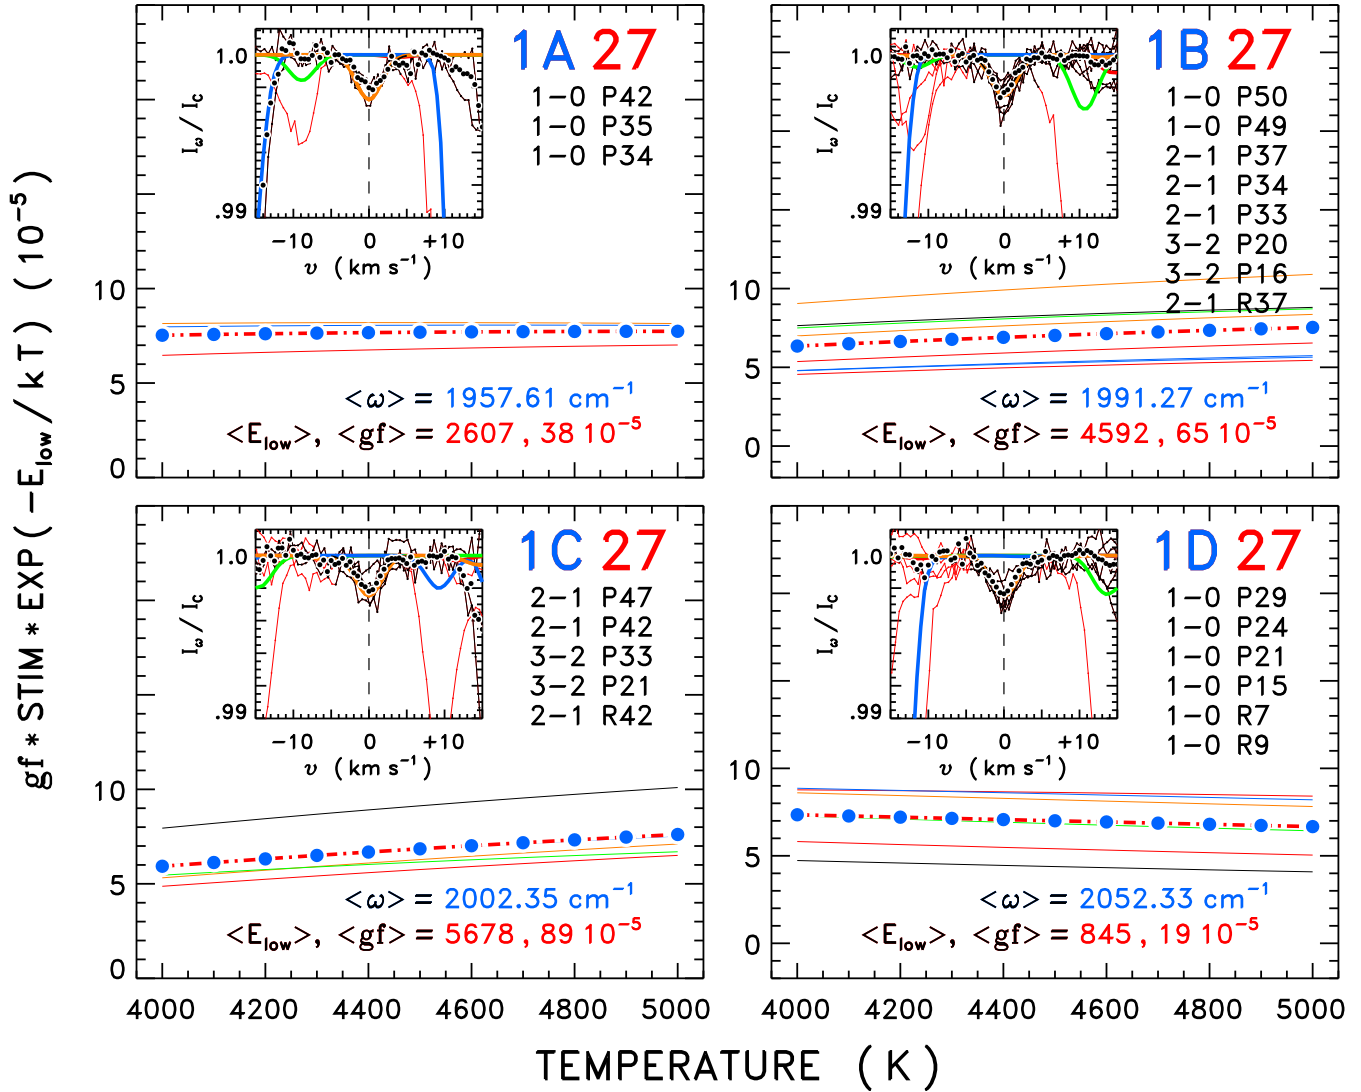 gf * STIM * EXP(−E_low/kT) (10⁻⁵)
1A 27
1−0 P42
1−0 P35
1−0 P34
1.0
.99
I_ω / I_C
−10 0 +10
υ (km s⁻¹)
10
5
0
<ω> = 1957.61 cm⁻¹
<E_low>, <gf> = 2607, 38 10⁻⁵
1B 27
1−0 P50
1−0 P49
2−1 P37
2−1 P34
2−1 P33
3−2 P20
3−2 P16
2−1 R37
1.0
.99
I_ω / I_C
−10 0 +10
υ (km s⁻¹)
10
5
0
<ω> = 1991.27 cm⁻¹
<E_low>, <gf> = 4592, 65 10⁻⁵
1C 27
2−1 P47
2−1 P42
3−2 P33
3−2 P21
2−1 R42
1.0
.99
I_ω / I_C
−10 0 +10
υ (km s⁻¹)
10
5
0
<ω> = 2002.35 cm⁻¹
<E_low>, <gf> = 5678, 89 10⁻⁵
4000 4200 4400 4600 4800 5000
1D 27
1−0 P29
1−0 P24
1−0 P21
1−0 P15
1−0 R7
1−0 R9
1.0
.99
I_ω / I_C
−10 0 +10
υ (km s⁻¹)
10
5
0
<ω> = 2052.33 cm⁻¹
<E_low>, <gf> = 845, 19 10⁻⁵
4000 4200 4400 4600 4800 5000
TEMPERATURE (K)